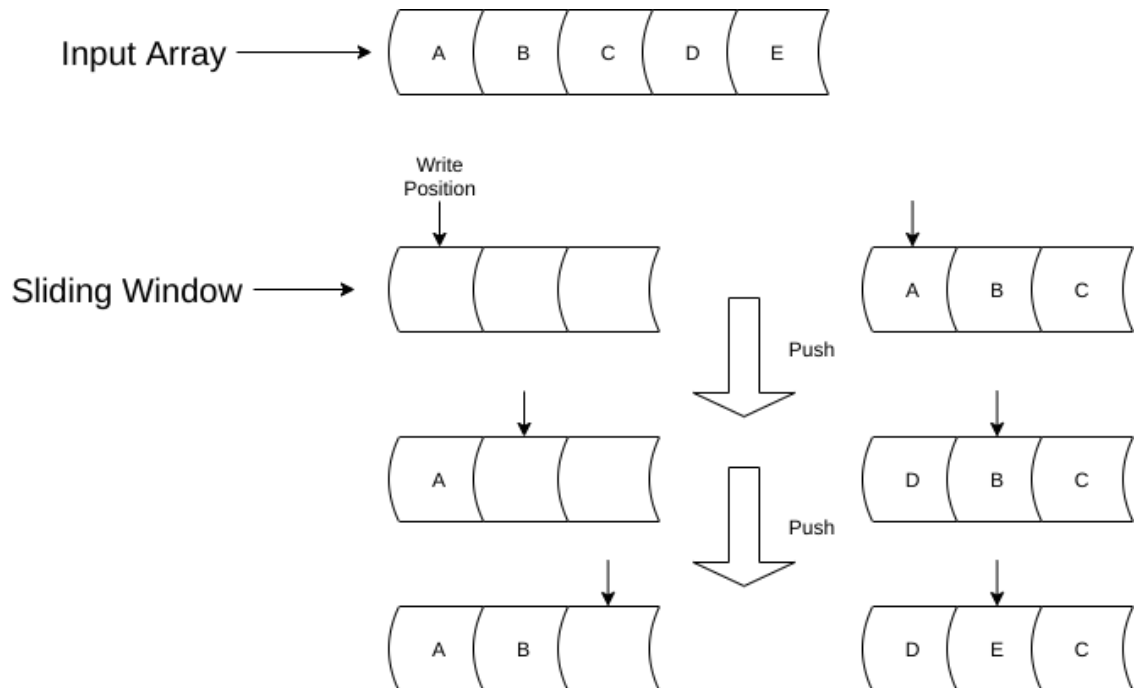 Input Array
A B C D E
Write
Position
Sliding Window
A B C
Push
A
D B C
Push
A B
D E C